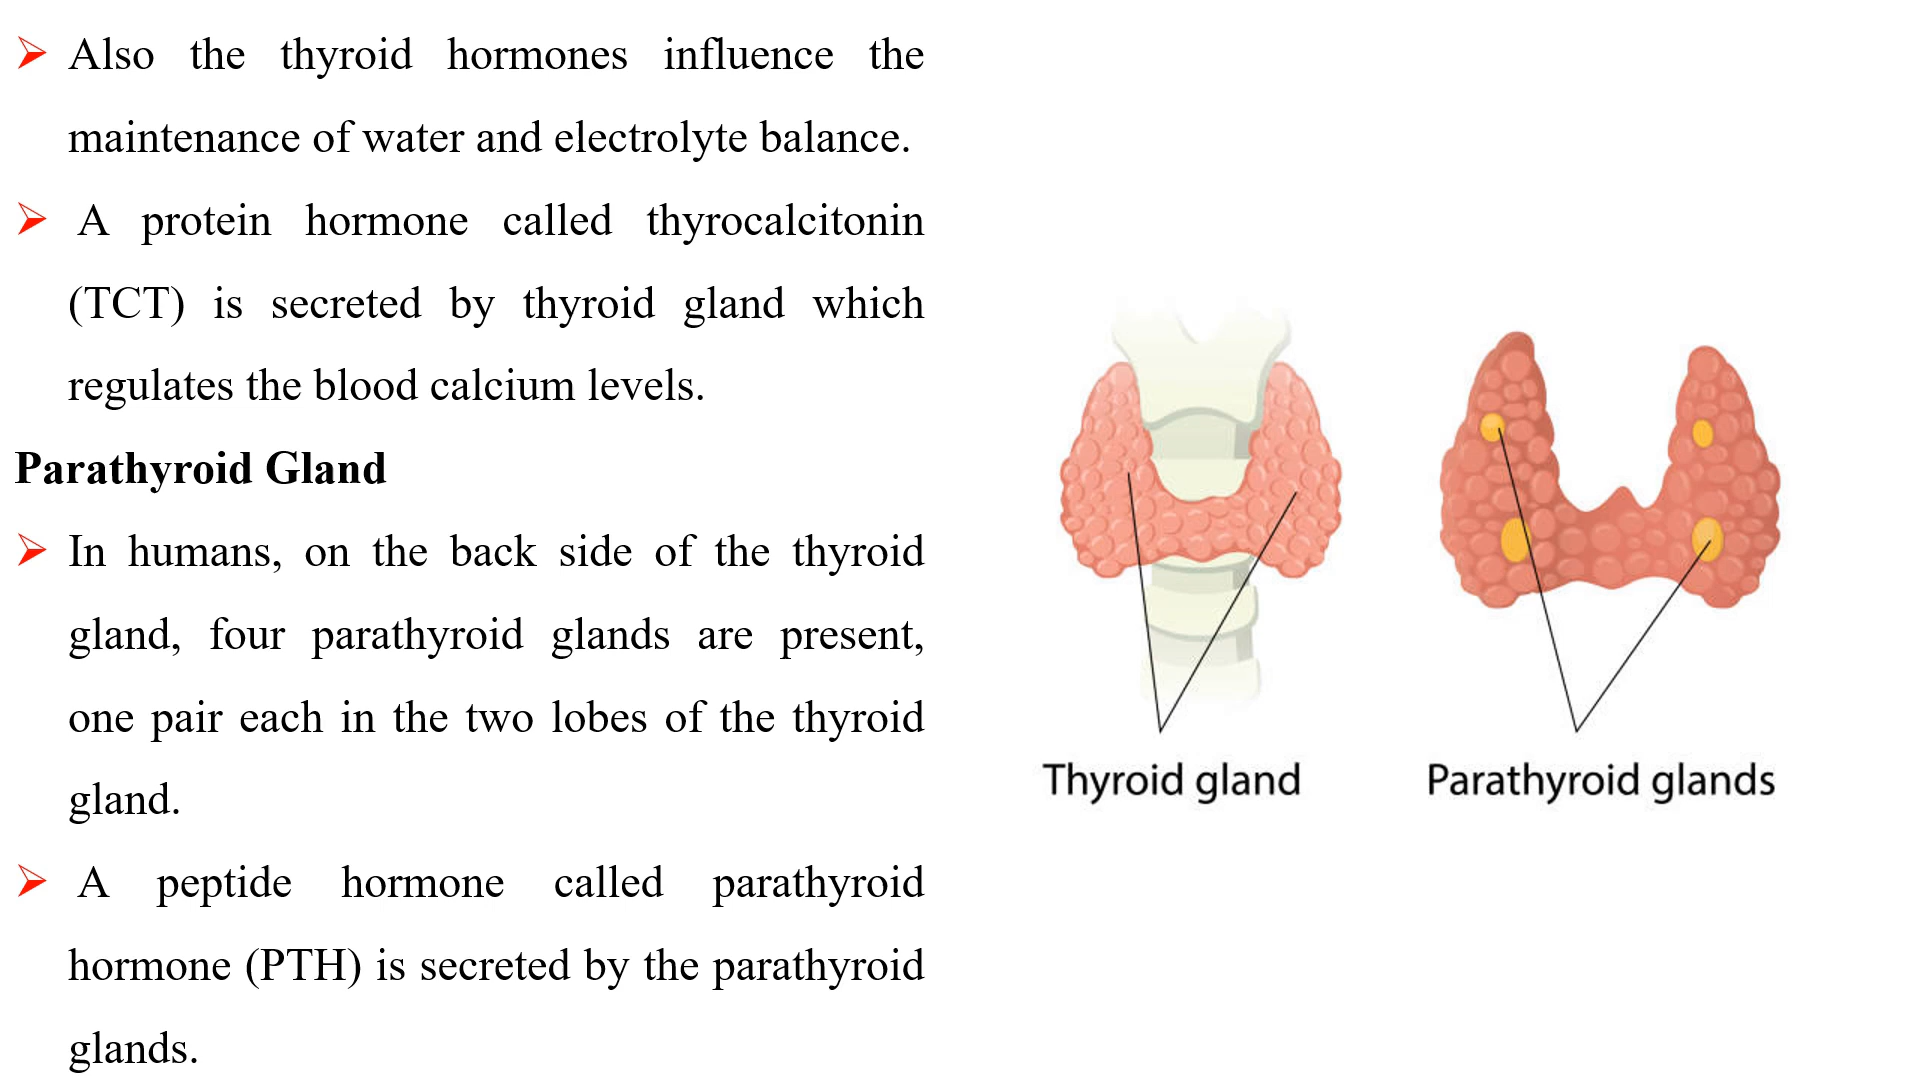 Also the thyroid hormones influence the
maintenance of water and electrolyte balance.
A protein hormone called thyrocalcitonin
(TCT) is secreted by thyroid gland which
regulates the blood calcium levels.
Parathyroid Gland
In humans, on the back side of the thyroid
gland, four parathyroid glands are present,
one pair each in the two lobes of the thyroid
gland.
A peptide hormone called parathyroid
hormone (PTH) is secreted by the parathyroid
glands.
Thyroid gland
Parathyroid glands